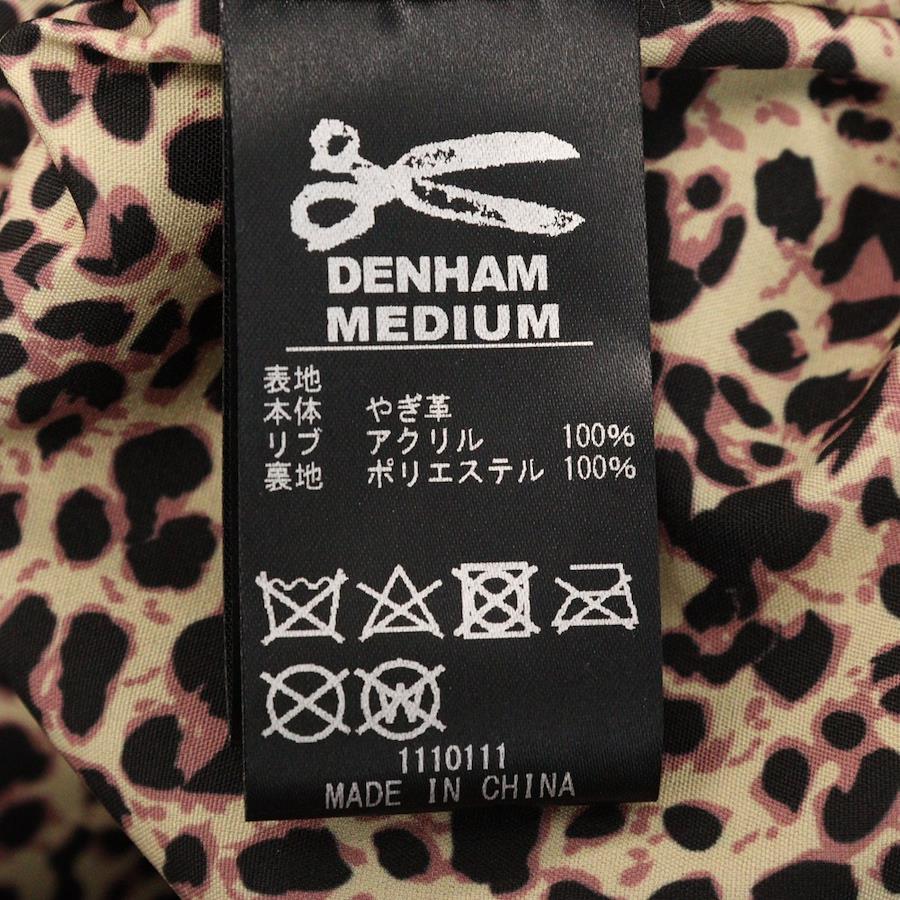 DENHAM
MEDIUM
表地
本体 やぎ革
リブ アクリル 100%
裏地 ポリエステル 100%
W
1110111
MADE IN CHINA